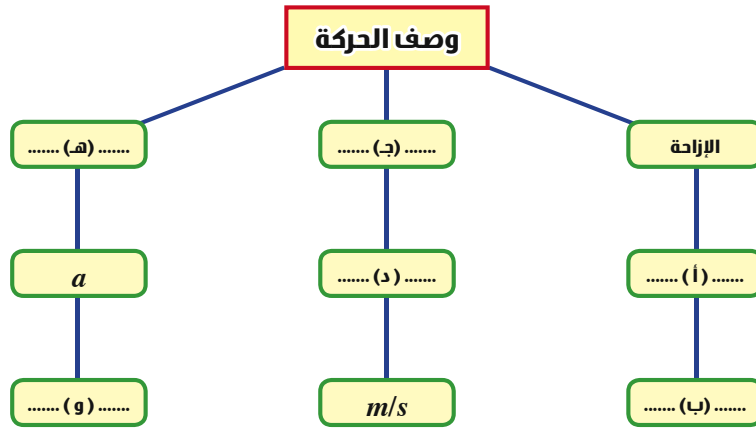 وصف الحركة
الإزاحة
....... (جـ) .......
....... (هـ) .......
....... (أ) .......
....... (د) .......
a
....... (ب) .......
m/s
....... (و) .......